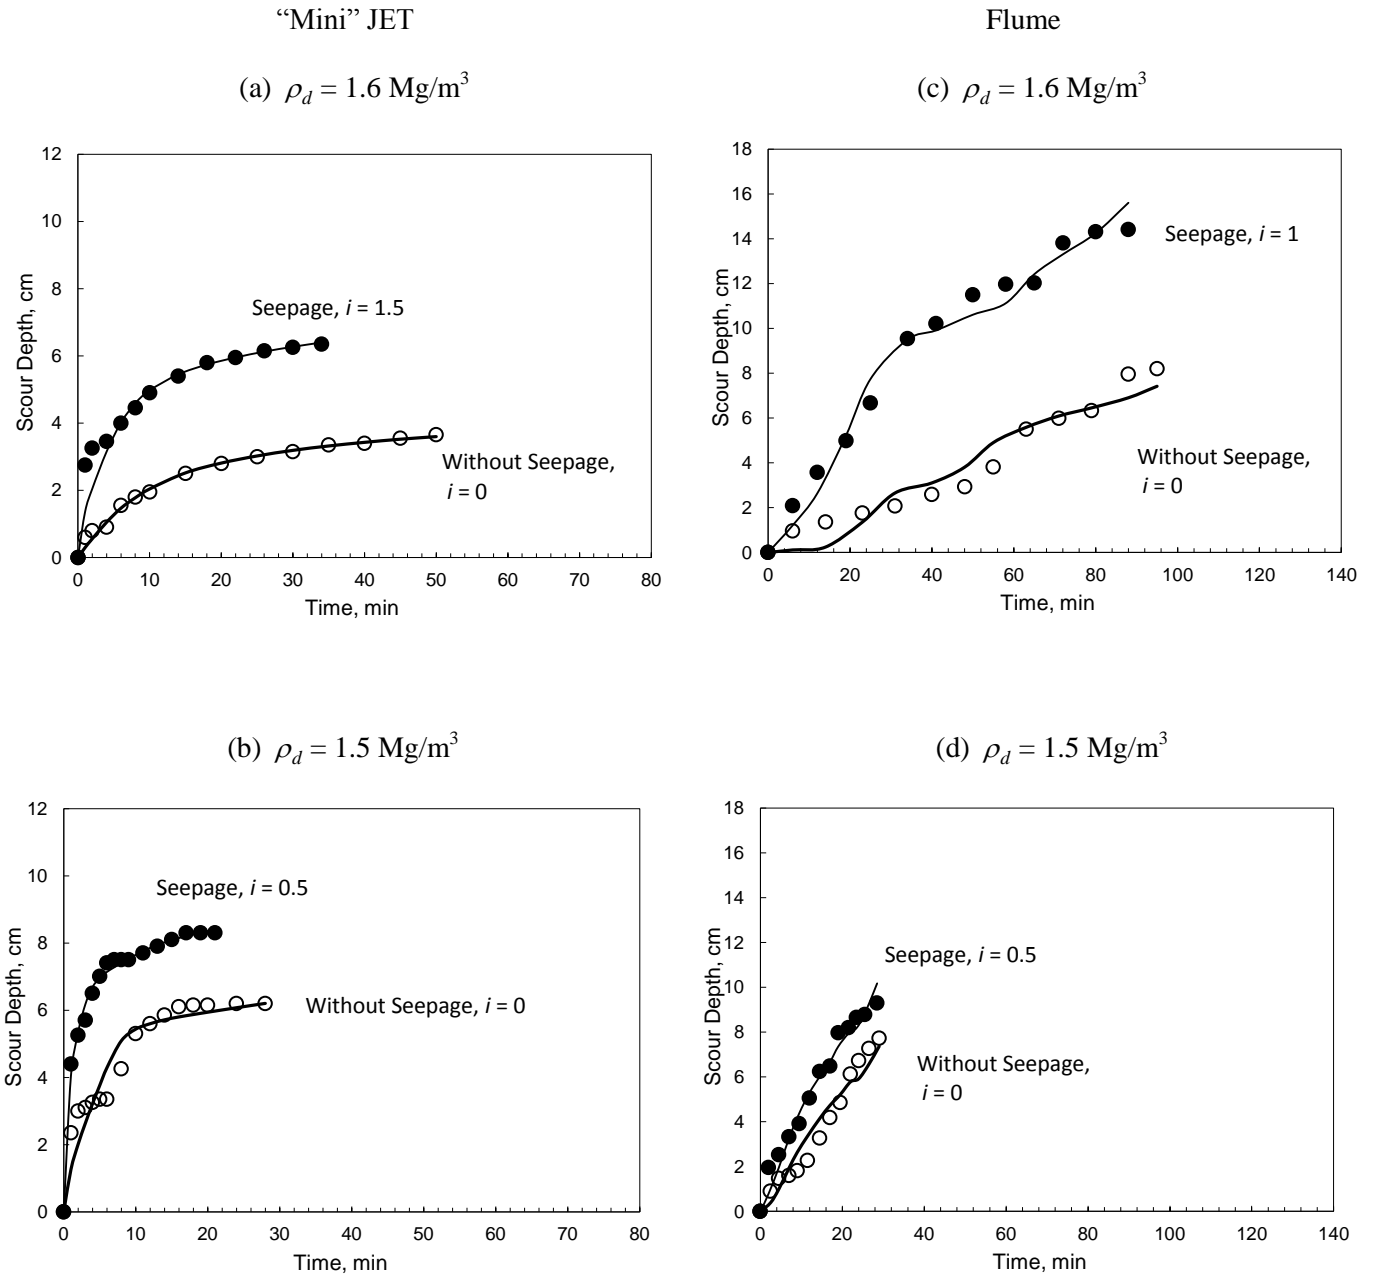 “Mini” JET
Flume
(a) ρd = 1.6 Mg/m³
(c) ρd = 1.6 Mg/m³
12
10
8
6
4
2
0
Scour Depth, cm
Seepage, i = 1.5
Without Seepage,
i = 0
0 10 20 30 40 50 60 70 80
Time, min
18
16
14
12
10
8
6
4
2
0
Scour Depth, cm
Seepage, i = 1
Without Seepage,
i = 0
0 20 40 60 80 100 120 140
Time, min
(b) ρd = 1.5 Mg/m³
(d) ρd = 1.5 Mg/m³
12
10
8
6
4
2
0
Scour Depth, cm
Seepage, i = 0.5
Without Seepage, i = 0
0 10 20 30 40 50 60 70 80
Time, min
18
16
14
12
10
8
6
4
2
0
Scour Depth, cm
Seepage, i = 0.5
Without Seepage,
i = 0
0 20 40 60 80 100 120 140
Time, min